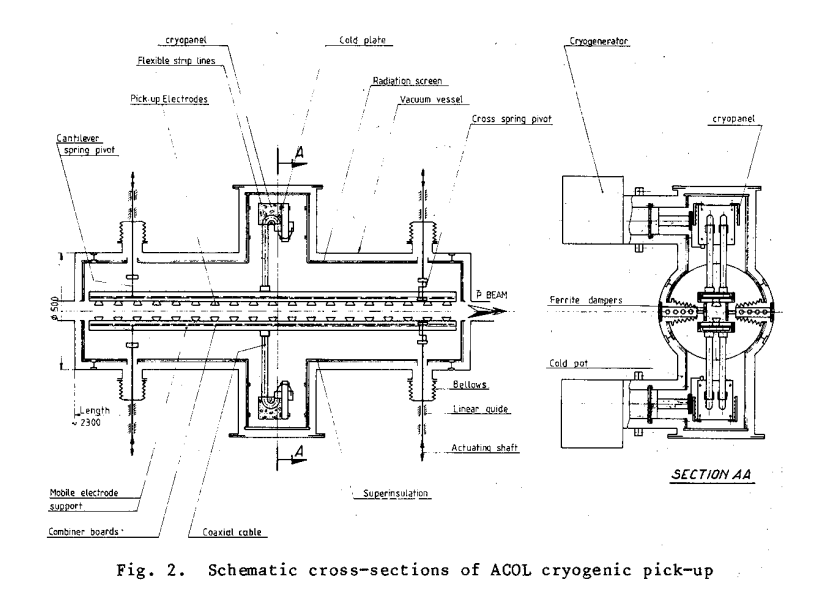 cryopanel
Cold plate
Flexible strip lines
Radiation screen
Pick-up Electrodes
Vacuum vessel
Cantilever
spring pivot
Cross spring pivot
A
Cryogenerator
cryopanel
Ø 500
P̄ BEAM
Ferrite dampers
Cold pot
Length
~ 2300
Bellows
Linear guide
Actuating shaft
A
SECTION AA
Mobile electrode
support
Superinsulation
Combiner boards
Coaxial cable
Fig. 2. Schematic cross-sections of ACOL cryogenic pick-up